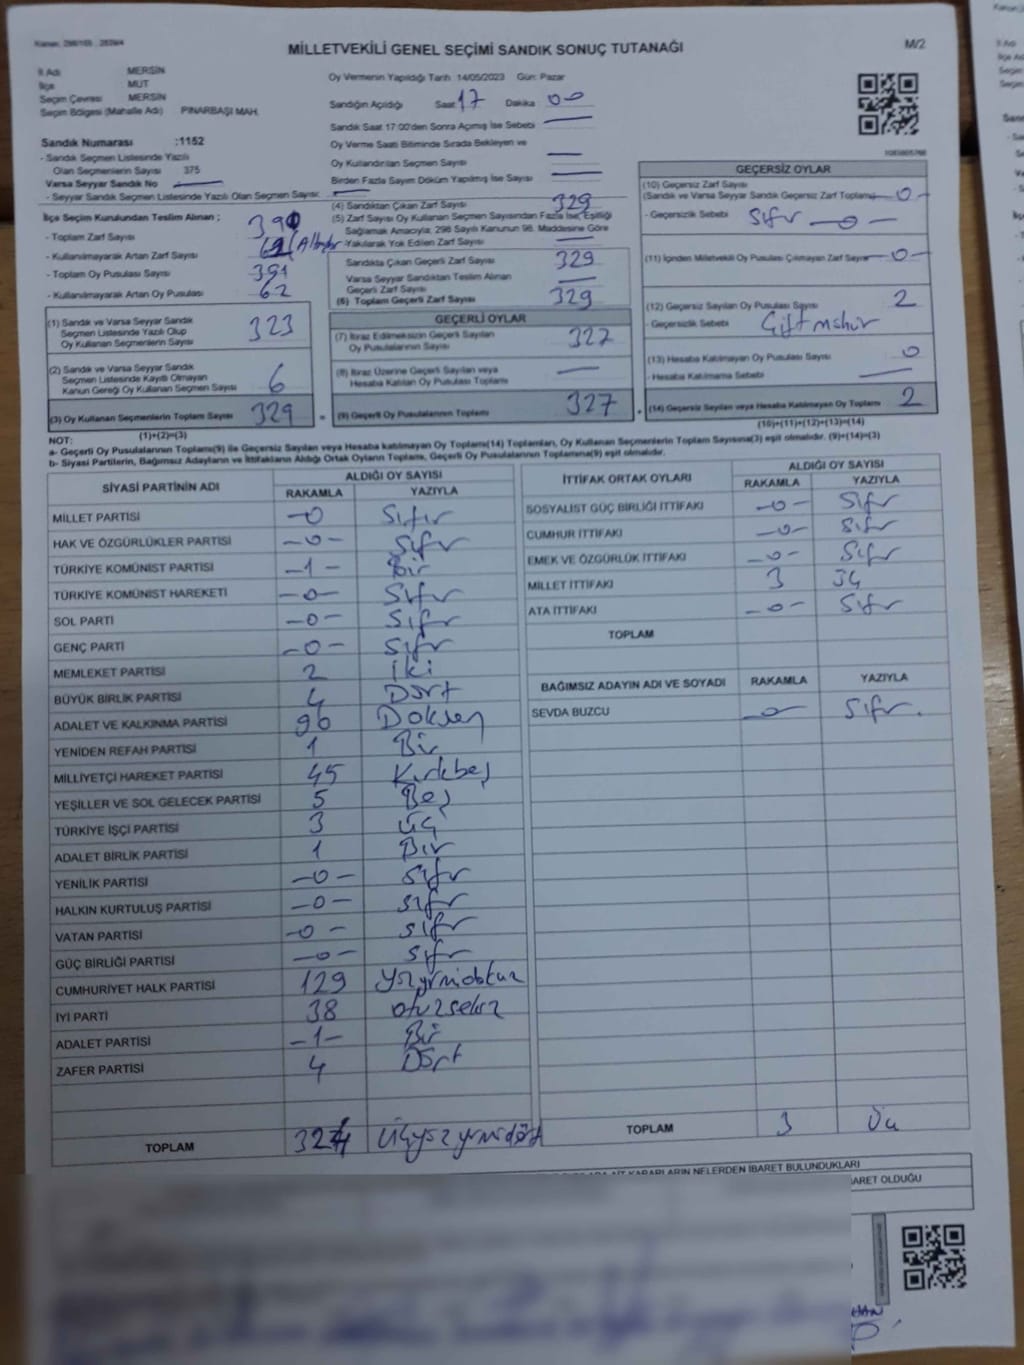 Kanun: 298/105 , 2839/4
MİLLETVEKİLİ GENEL SEÇİMİ SANDIK SONUÇ TUTANAĞI
M/2
İl Adı MERSİN
İlçe MUT
Seçim Çevresi MERSİN
Seçim Bölgesi (Mahalle Adı) PINARBAŞI MAH.
Sandık Numarası :1152
- Sandık Seçmen Listesinde Yazılı
Olan Seçmenlerin Sayısı 375
Varsa Seyyar Sandık No
- Seyyar Sandık Seçmen Listesinde Yazılı Olan Seçmen Sayısı:
Oy Vermenin Yapıldığı Tarih: 14/05/2023 Gün: Pazar
Sandığın Açıldığı Saat 17 Dakika 00
Sandık Saat 17:00'den Sonra Açılmış İse Sebebi
Oy Verme Saati Bitiminde Sırada Bekleyen ve
Oy Kullandırılan Seçmen Sayısı
Birden Fazla Sayım Döküm Yapılmış İse Sayısı
İlçe Seçim Kurulundan Teslim Alınan ;
- Toplam Zarf Sayısı
- Kullanılmayarak Artan Zarf Sayısı
- Toplam Oy Pusulası Sayısı 391
- Kullanılmayarak Artan Oy Pusulası 62
(4) Sandıktan Çıkan Zarf Sayısı 329
(5) Zarf Sayısı Oy Kullanan Seçmen Sayısından Fazla İse, Eşitliği
Sağlamak Amacıyla, 298 Sayılı Kanunun 98. Maddesine Göre
Yakılarak Yok Edilen Zarf Sayısı
Sandıkta Çıkan Geçerli Zarf Sayısı 329
Varsa Seyyar Sandıktan Teslim Alınan
Geçerli Zarf Sayısı
(6) Toplam Geçerli Zarf Sayısı 329
GEÇERSİZ OYLAR
(10) Geçersiz Zarf Sayısı
(Sandık ve Varsa Seyyar Sandık Geçersiz Zarf Toplamı) -0-
- Geçersizlik Sebebi Sıfır -0-
(11) İçinden Milletvekili Oy Pusulası Çıkmayan Zarf Sayısı -0-
(12) Geçersiz Sayılan Oy Pusulası Sayısı 2
- Geçersizlik Sebebi Çift mühür
(13) Hesaba Katılmayan Oy Pusulası Sayısı 0
- Hesaba Katılmama Sebebi
(14) Geçersiz Sayılan veya Hesaba Katılmayan Oy Toplamı 2
(10)+(11)+(12)+(13)=(14)
(1) Sandık ve Varsa Seyyar Sandık
Seçmen Listesinde Yazılı Olup
Oy Kullanan Seçmenlerin Sayısı 323
(2) Sandık ve Varsa Seyyar Sandık
Seçmen Listesinde Kayıtlı Olmayan
Kanun Gereği Oy Kullanan Seçmen Sayısı 6
(3) Oy Kullanan Seçmenlerin Toplam Sayısı 329
(1)+(2)=(3)
GEÇERLİ OYLAR
(7) İtiraz Edilmeksizin Geçerli Sayılan
Oy Pusulalarının Sayısı 327
(8) İtiraz Üzerine Geçerli Sayılan veya
Hesaba Katılan Oy Pusulası Toplamı
(9) Geçerli Oy Pusulalarının Toplamı 327
NOT:
a- Geçerli Oy Pusulalarının Toplamı(9) ile Geçersiz Sayılan veya Hesaba katılmayan Oy Toplamı(14) Toplamları, Oy Kullanan Seçmenlerin Toplam Sayısına(3) eşit olmalıdır. (9)+(14)=(3)
b- Siyasi Partilerin, Bağımsız Adayların ve İttifakların Aldığı Ortak Oyların Toplamı, Geçerli Oy Pusulalarının Toplamına(9) eşit olmalıdır.
SİYASİ PARTİNİN ADI ALDIĞI OY SAYISI
RAKAMLA YAZIYLA
MİLLET PARTİSİ -0 Sıfır
HAK VE ÖZGÜRLÜKLER PARTİSİ -0- Sıfır
TÜRKİYE KOMÜNİST PARTİSİ -1- Bir
TÜRKİYE KOMÜNİST HAREKETİ -0- Sıfır
SOL PARTİ -0- Sıfır
GENÇ PARTİ -0- Sıfır
MEMLEKET PARTİSİ 2 İki
BÜYÜK BİRLİK PARTİSİ 4 Dört
ADALET VE KALKINMA PARTİSİ 90 Doksan
YENİDEN REFAH PARTİSİ 1 Bir
MİLLİYETÇİ HAREKET PARTİSİ 45 Kırkbeş
YEŞİLLER VE SOL GELECEK PARTİSİ 5 Beş
TÜRKİYE İŞÇİ PARTİSİ 3 Üç
ADALET BİRLİK PARTİSİ 1 Bir
YENİLİK PARTİSİ -0- Sıfır
HALKIN KURTULUŞ PARTİSİ -0- sıfır
VATAN PARTİSİ -0- sıfır
GÜÇ BİRLİĞİ PARTİSİ -0- sıfır
CUMHURİYET HALK PARTİSİ 129 Yüzyirmidokuz
İYİ PARTİ 38 otuzsekiz
ADALET PARTİSİ -1- Bir
ZAFER PARTİSİ 4 Dört
TOPLAM 324 Üçyüzyirmidört
İTTİFAK ORTAK OYLARI ALDIĞI OY SAYISI
RAKAMLA YAZIYLA
SOSYALİST GÜÇ BİRLİĞİ İTTİFAKI -0- Sıfır
CUMHUR İTTİFAKI -0- Sıfır
EMEK VE ÖZGÜRLÜK İTTİFAKI -0- Sıfır
MİLLET İTTİFAKI 3 Üç
ATA İTTİFAKI -0- Sıfır
TOPLAM
BAĞIMSIZ ADAYIN ADI VE SOYADI RAKAMLA YAZIYLA
SEVDA BUZCU -0- Sıfır.
TOPLAM 3 Üç
AİT KARARLARIN NELERDEN İBARET BULUNDUKLARI
İBARET OLDUĞU